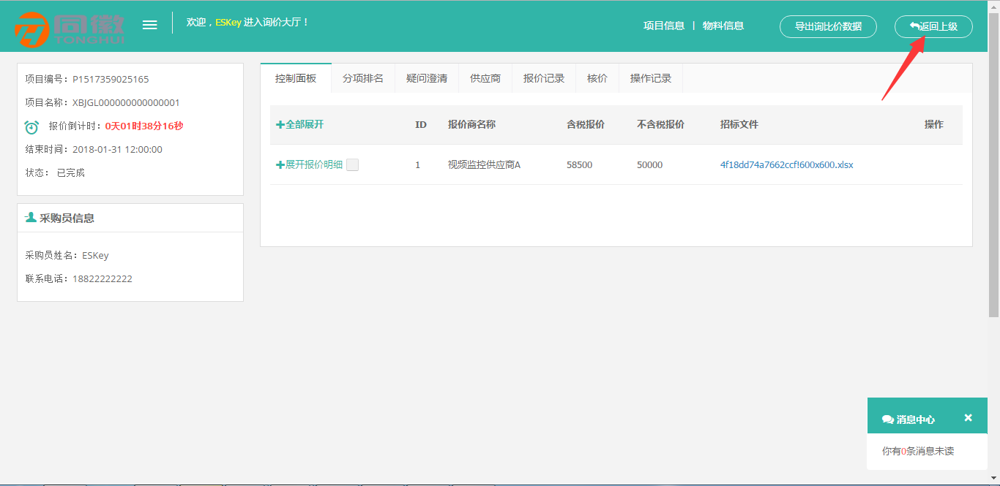 同徽
TONGHUI
欢迎，ESKey 进入询价大厅！
项目信息 | 物料信息
导出询比价数据
返回上级
项目编号：P1517359025165
项目名称：XBJGL000000000000001
报价倒计时：0天01时38分16秒
结束时间：2018-01-31 12:00:00
状态： 已完成
采购员信息
采购员姓名：ESKey
联系电话：18822222222
控制面板 分项排名 疑问澄清 供应商 报价记录 核价 操作记录
全部展开 ID 报价商名称 含税报价 不含税报价 招标文件 操作
展开报价明细 1 视频监控供应商A 58500 50000 4f18dd74a7662ccf!600x600.xlsx
消息中心 ×
你有0条消息未读